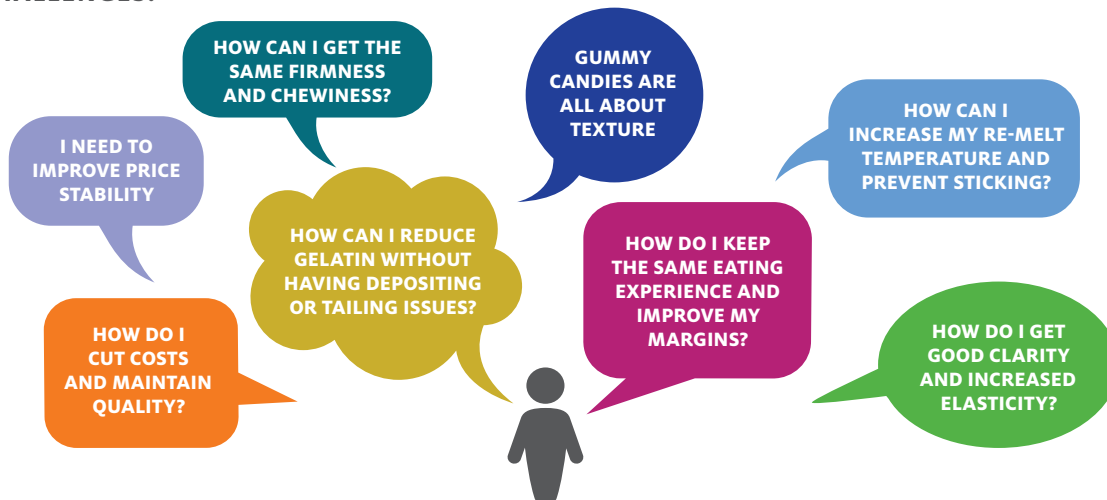 HOW CAN I GET THE
SAME FIRMNESS
AND CHEWINESS?
GUMMY
CANDIES ARE
ALL ABOUT
TEXTURE
HOW CAN I
INCREASE MY RE-MELT
TEMPERATURE AND
PREVENT STICKING?
I NEED TO
IMPROVE PRICE
STABILITY
HOW CAN I REDUCE
GELATIN WITHOUT
HAVING DEPOSITING
OR TAILING ISSUES?
HOW DO I KEEP
THE SAME EATING
EXPERIENCE AND
IMPROVE MY
MARGINS?
HOW DO I
CUT COSTS
AND MAINTAIN
QUALITY?
HOW DO I GET
GOOD CLARITY
AND INCREASED
ELASTICITY?